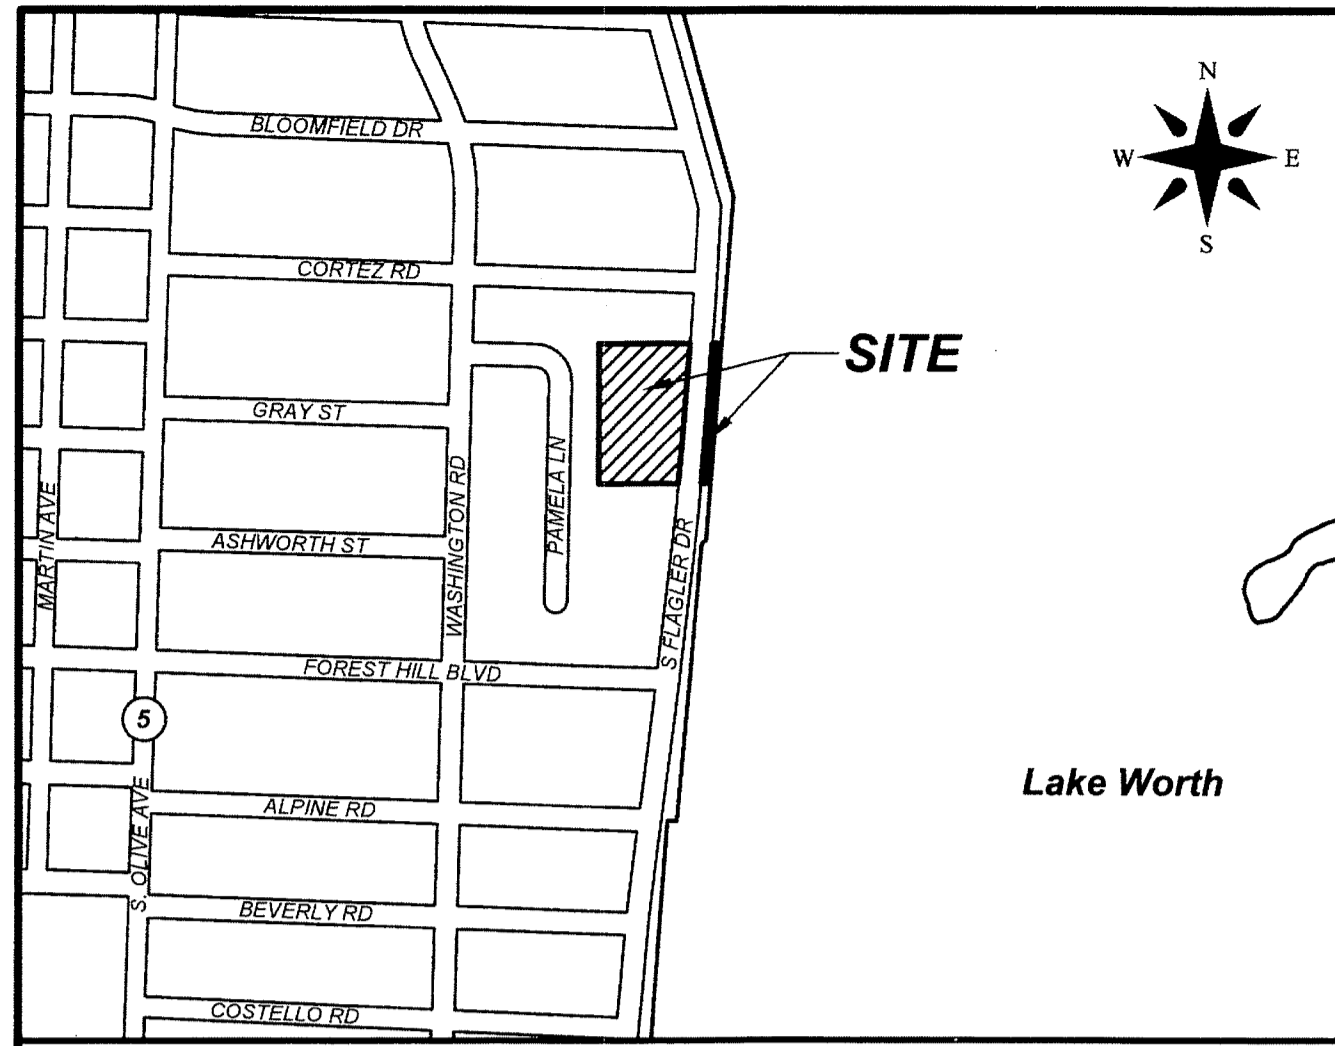 N
BLOOMFIELD DR
W
E
S
CORTEZ RD
SITE
GRAY ST
PAMELA LN
WASHINGTON RD
MARTIN AVE
ASHWORTH ST
S FLAGLER DR
FOREST HILL BLVD
5
Lake Worth
ALPINE RD
S. OLIVE AVE
BEVERLY RD
COSTELLO RD